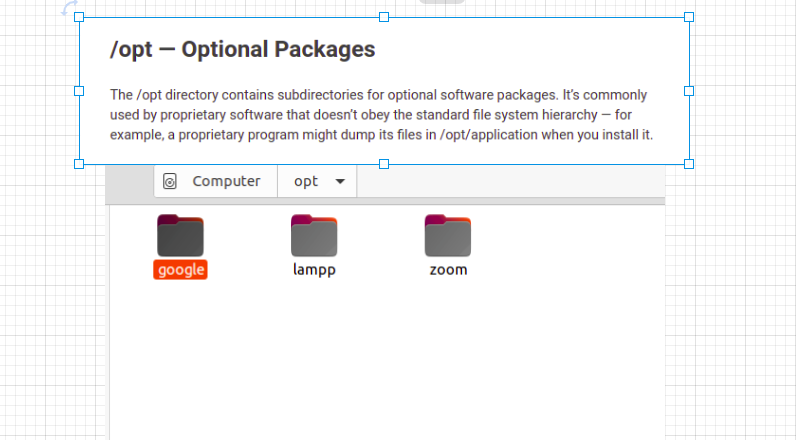 /opt — Optional Packages
The /opt directory contains subdirectories for optional software packages. It’s commonly
used by proprietary software that doesn’t obey the standard file system hierarchy — for
example, a proprietary program might dump its files in /opt/application when you install it.
Computer opt
google lampp zoom